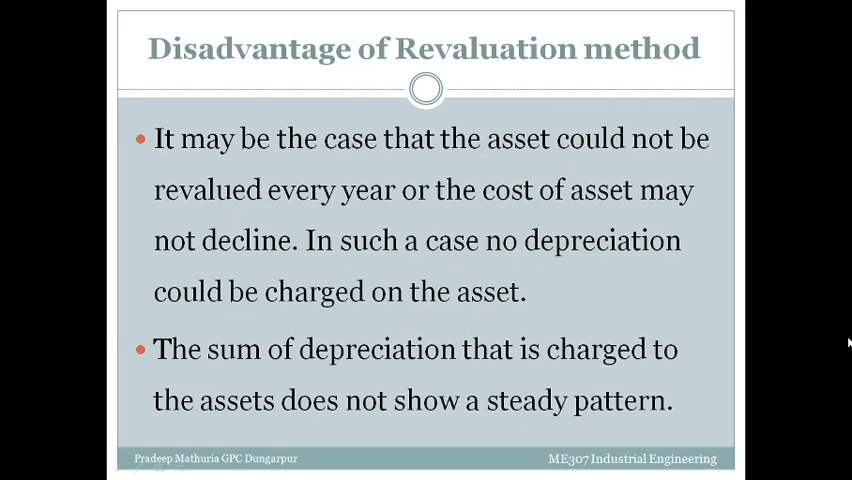 Disadvantage of Revaluation method
• It may be the case that the asset could not be
revalued every year or the cost of asset may
not decline. In such a case no depreciation
could be charged on the asset.
• The sum of depreciation that is charged to
the assets does not show a steady pattern.
Pradeep Mathuria GPC Dungarpur
ME307 Industrial Engineering